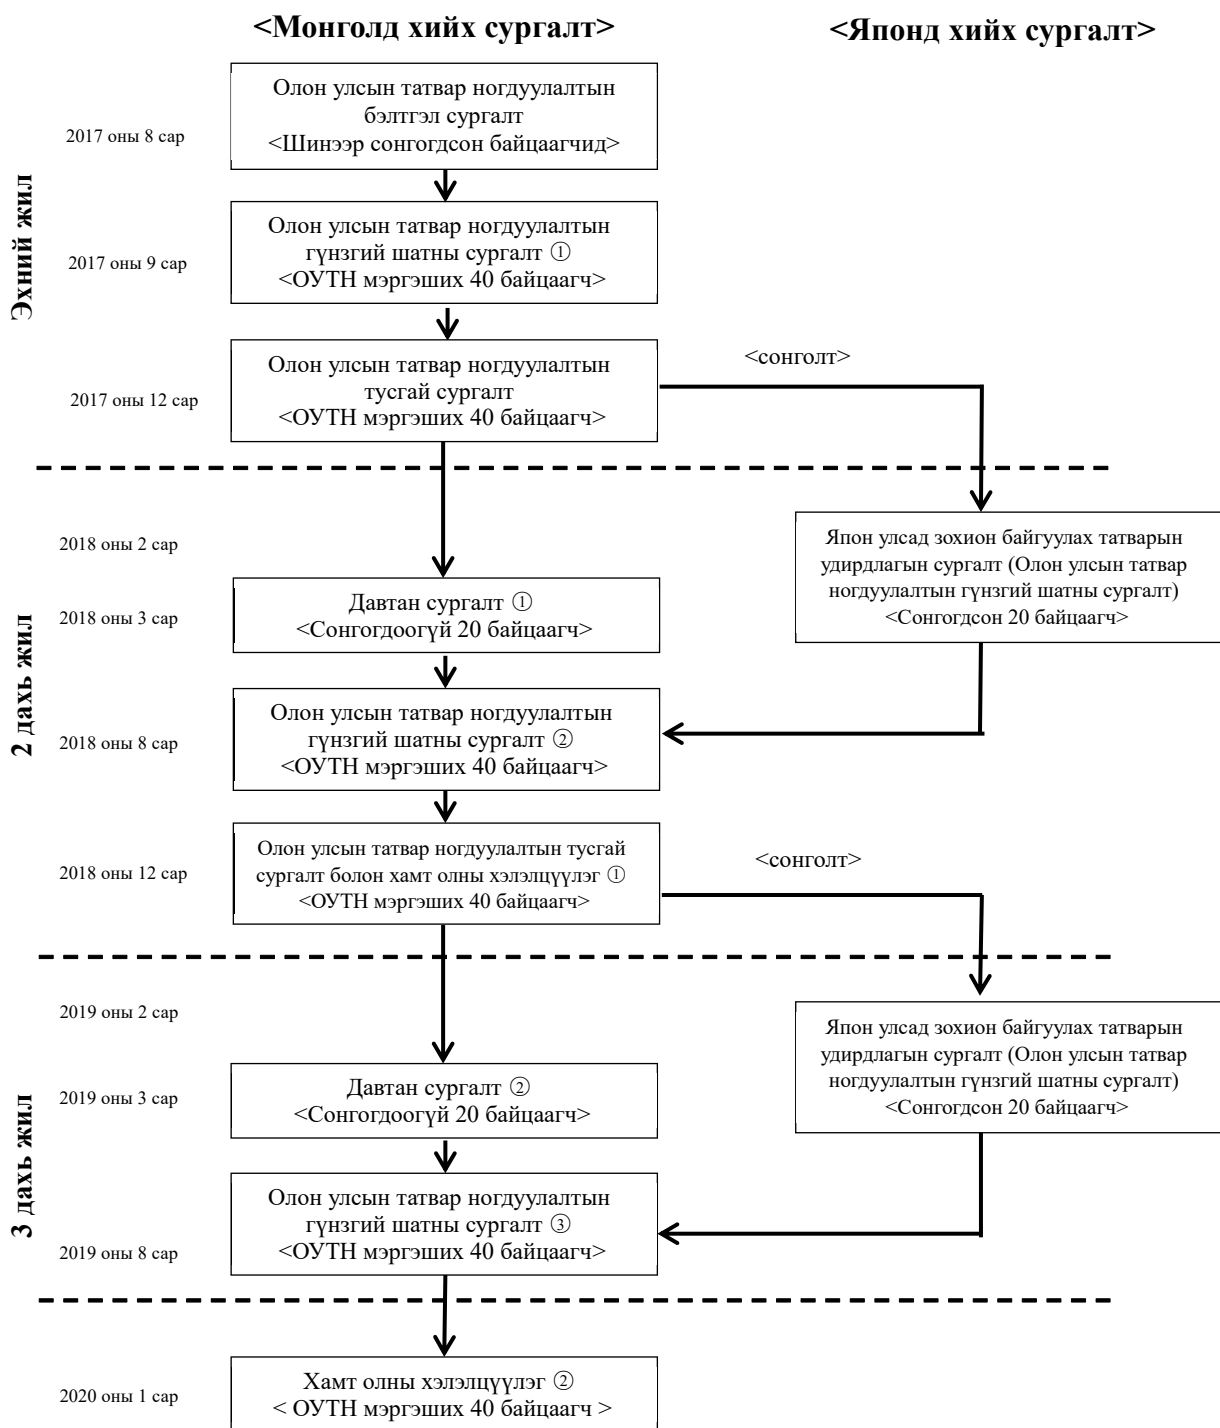 <Монголд хийх сургалт>
<Японд хийх сургалт>
Эхний жил
2017 оны 8 сар
Олон улсын татвар ногдуулалтын
бэлтгэл сургалт
<Шинээр сонгогдсон байцаагчид>
2017 оны 9 сар
Олон улсын татвар ногдуулалтын
гүнзгий шатны сургалт ①
<ОУТН мэргэших 40 байцаагч>
2017 оны 12 сар
Олон улсын татвар ногдуулалтын
тусгай сургалт
<ОУТН мэргэших 40 байцаагч>
<сонголт>
2 дахь жил
2018 оны 2 сар
Япон улсад зохион байгуулах татварын
удирдлагын сургалт (Олон улсын татвар
ногдуулалтын гүнзгий шатны сургалт)
<Сонгогдсон 20 байцаагч>
2018 оны 3 сар
Давтан сургалт ①
<Сонгогдоогүй 20 байцаагч>
2018 оны 8 сар
Олон улсын татвар ногдуулалтын
гүнзгий шатны сургалт ②
<ОУТН мэргэших 40 байцаагч>
2018 оны 12 сар
Олон улсын татвар ногдуулалтын тусгай
сургалт болон хамт олны хэлэлцүүлэг ①
<ОУТН мэргэших 40 байцаагч>
<сонголт>
3 дахь жил
2019 оны 2 сар
Япон улсад зохион байгуулах татварын
удирдлагын сургалт (Олон улсын татвар
ногдуулалтын гүнзгий шатны сургалт)
<Сонгогдсон 20 байцаагч>
2019 оны 3 сар
Давтан сургалт ②
<Сонгогдоогүй 20 байцаагч>
2019 оны 8 сар
Олон улсын татвар ногдуулалтын
гүнзгий шатны сургалт ③
<ОУТН мэргэших 40 байцаагч>
2020 оны 1 сар
Хамт олны хэлэлцүүлэг ②
< ОУТН мэргэших 40 байцаагч >